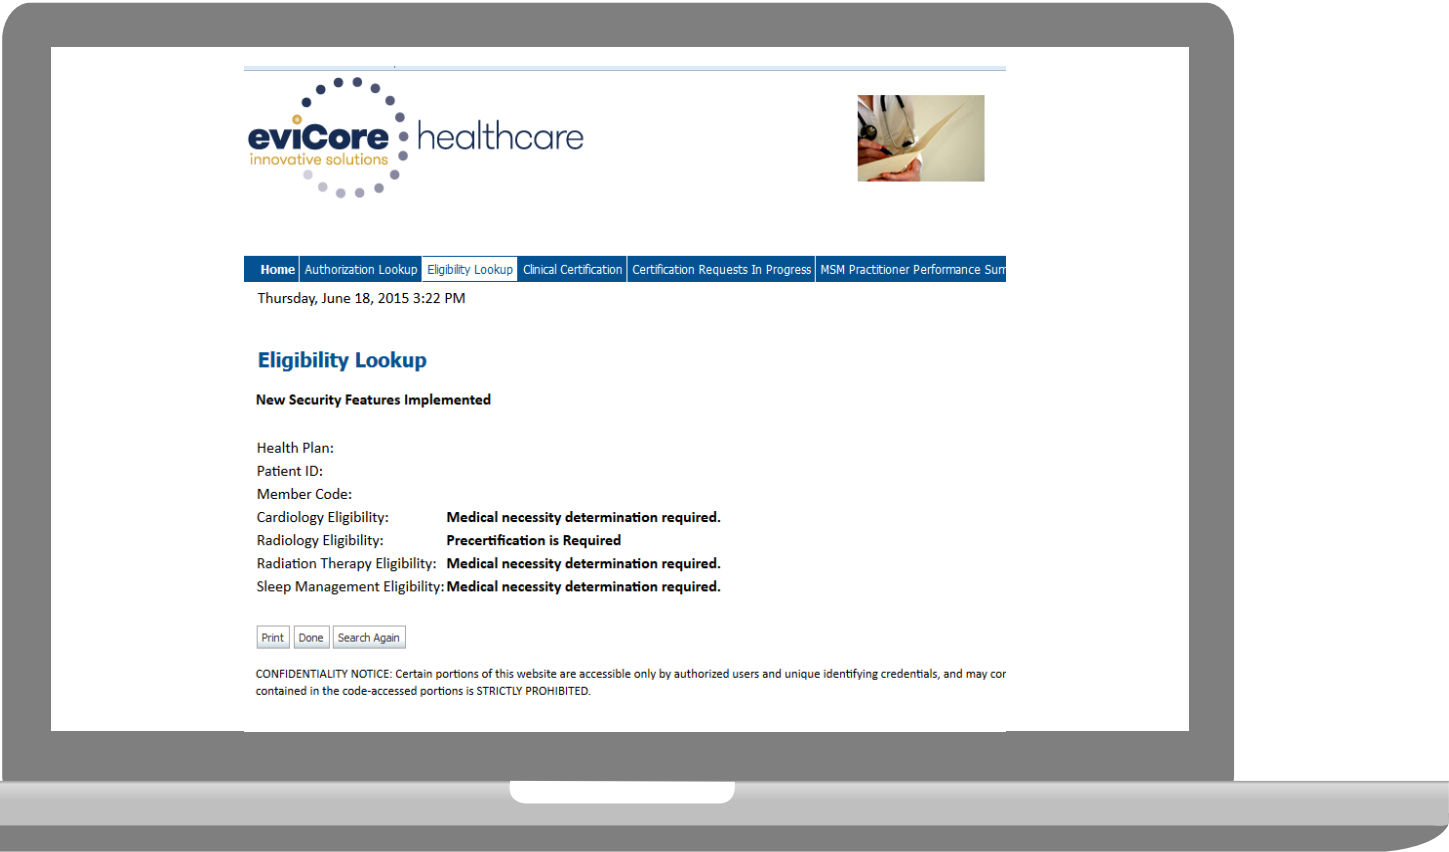 eviCore healthcare
innovative solutions
Home Authorization Lookup Eligibility Lookup Clinical Certification Certification Requests In Progress MSM Practitioner Performance Sum
Thursday, June 18, 2015 3:22 PM
Eligibility Lookup
New Security Features Implemented
Health Plan:
Patient ID:
Member Code:
Cardiology Eligibility: Medical necessity determination required.
Radiology Eligibility: Precertification is Required
Radiation Therapy Eligibility: Medical necessity determination required.
Sleep Management Eligibility: Medical necessity determination required.
Print Done Search Again
CONFIDENTIALITY NOTICE: Certain portions of this website are accessible only by authorized users and unique identifying credentials, and may cor
contained in the code-accessed portions is STRICTLY PROHIBITED.